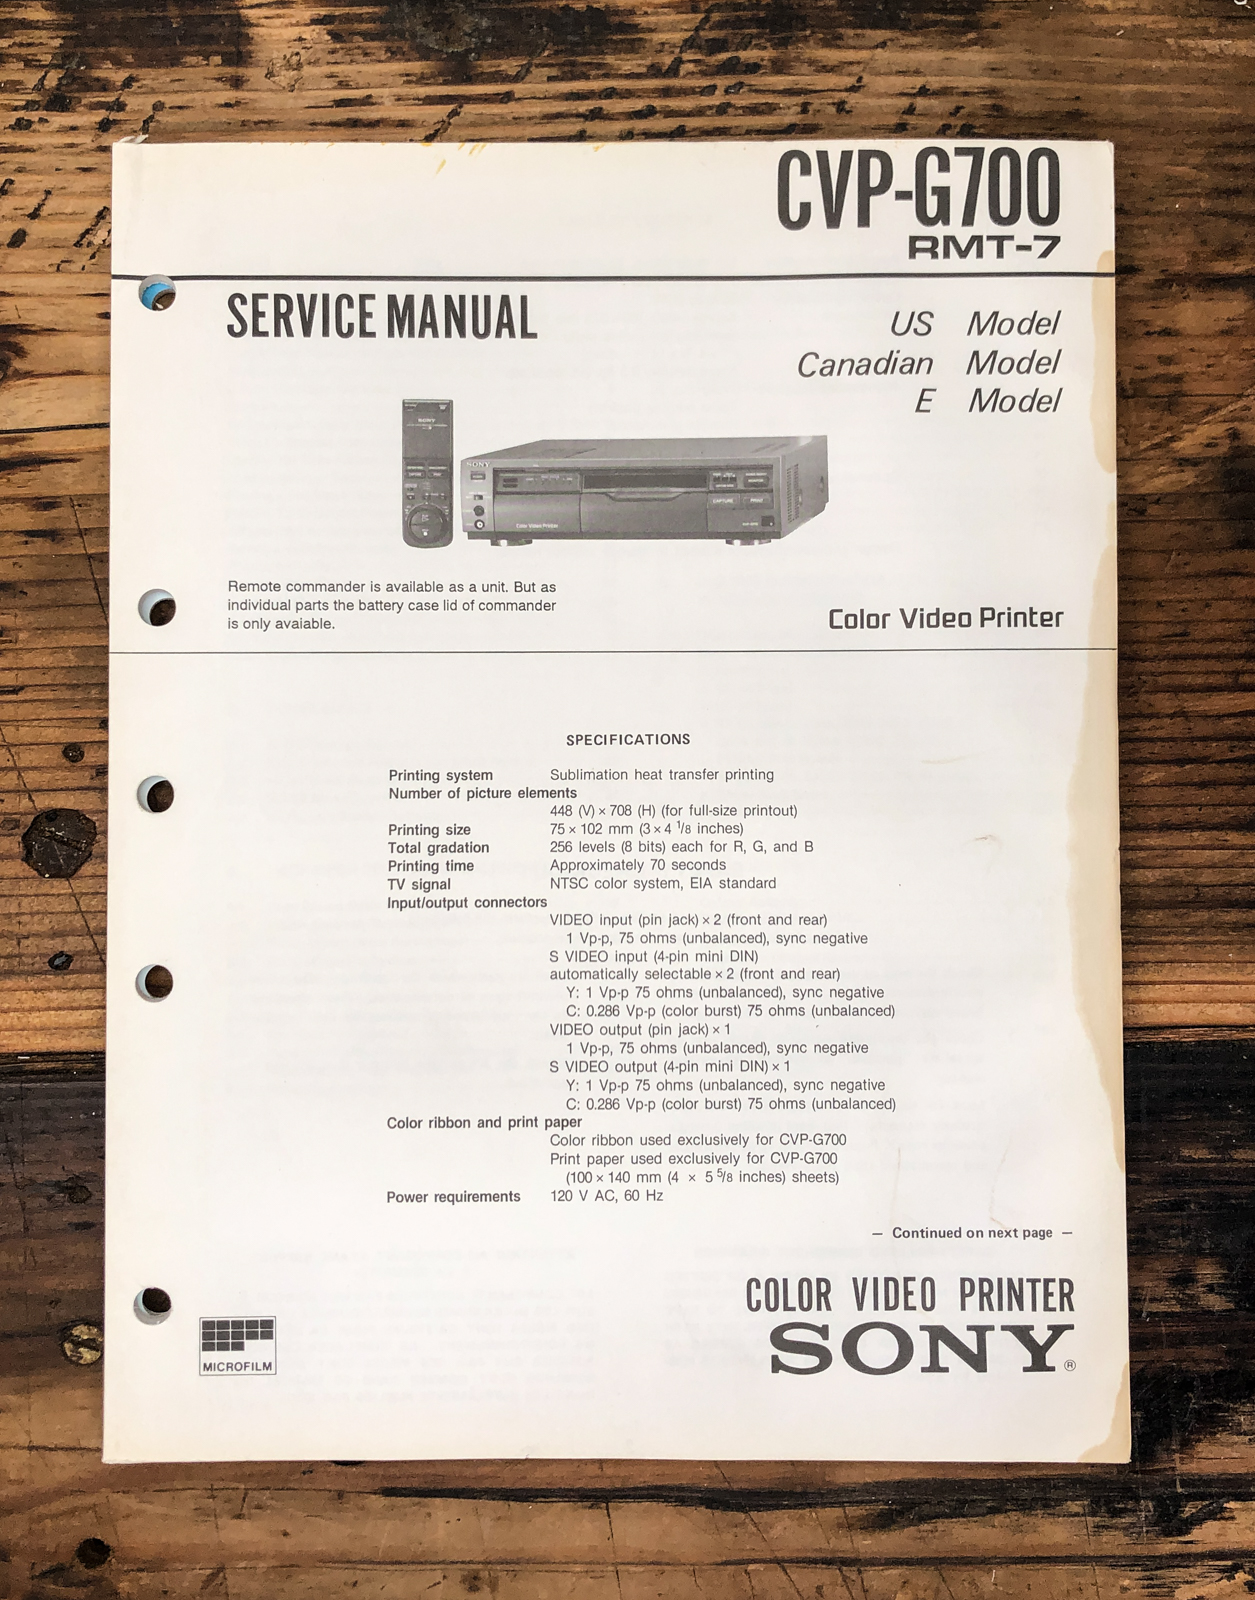 CVP-G700
RMT-7
SERVICE MANUAL
US Model
Canadian Model
E Model
SONY
SONY
Color Video Printer
CAPTURE
PRINT
Remote commander is available as a unit. But as
individual parts the battery case lid of commander
is only avaiable.
Color Video Printer
SPECIFICATIONS
Printing system Sublimation heat transfer printing
Number of picture elements
448 (V) × 708 (H) (for full-size printout)
Printing size 75 × 102 mm (3 × 4 1/8 inches)
Total gradation 256 levels (8 bits) each for R, G, and B
Printing time Approximately 70 seconds
TV signal NTSC color system, EIA standard
Input/output connectors
VIDEO input (pin jack) × 2 (front and rear)
1 Vp-p, 75 ohms (unbalanced), sync negative
S VIDEO input (4-pin mini DIN)
automatically selectable × 2 (front and rear)
Y: 1 Vp-p 75 ohms (unbalanced), sync negative
C: 0.286 Vp-p (color burst) 75 ohms (unbalanced)
VIDEO output (pin jack) × 1
1 Vp-p, 75 ohms (unbalanced), sync negative
S VIDEO output (4-pin mini DIN) × 1
Y: 1 Vp-p 75 ohms (unbalanced), sync negative
C: 0.286 Vp-p (color burst) 75 ohms (unbalanced)
Color ribbon and print paper
Color ribbon used exclusively for CVP-G700
Print paper used exclusively for CVP-G700
(100 × 140 mm (4 × 5 5/8 inches) sheets)
Power requirements 120 V AC, 60 Hz
— Continued on next page —
COLOR VIDEO PRINTER
SONY®
MICROFILM